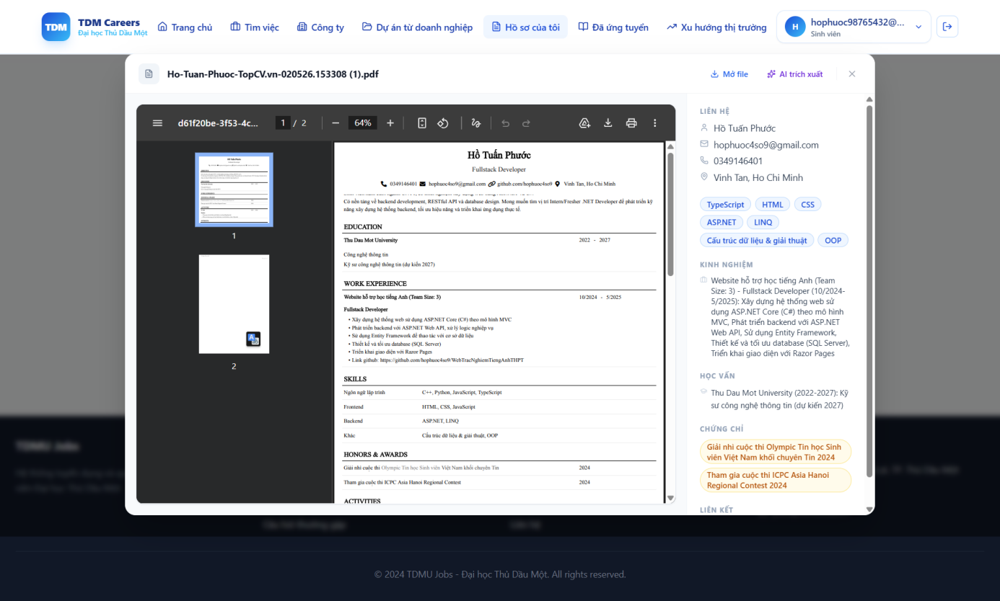 TDM
TDM Careers
Đại học Thủ Dầu Một
Trang chủ
Tìm việc
Công ty
Dự án từ doanh nghiệp
Hồ sơ của tôi
Đã ứng tuyển
Xu hướng thị trường
H
hophuoc98765432@...
Sinh viên
Ho-Tuan-Phuoc-TopCV.vn-020526.153308 (1).pdf
Mở file
AI trích xuất
d61f20be-3f53-4c...
1 / 2
64%
1
2
Hồ Tuấn Phước
Fullstack Developer
0349146401 hophuoc4so9@gmail.com github.com/hophuoc4so9 Vinh Tan, Ho Chi Minh
Có nền tảng về backend development, RESTful API và database design. Mong muốn tìm vị trí Intern/Fresher .NET Developer để phát triển kỹ
năng xây dựng hệ thống backend, tối ưu hiệu năng và triển khai ứng dụng thực tế.
EDUCATION
Thu Dau Mot University 2022 - 2027
Công nghệ thông tin
Kỹ sư công nghệ thông tin (dự kiến 2027)
WORK EXPERIENCE
Website hỗ trợ học tiếng Anh (Team Size: 3) 10/2024 - 5/2025
Fullstack Developer
• Xây dựng hệ thống web sử dụng ASP.NET Core (C#) theo mô hình MVC
• Phát triển backend với ASP.NET Web API, xử lý logic nghiệp vụ
• Sử dụng Entity Framework để thao tác với cơ sở dữ liệu
• Thiết kế và tối ưu database (SQL Server)
• Triển khai giao diện với Razor Pages
• Link github: https://github.com/hophuoc4so9/WebTracNghiemTiengAnhTHPT
SKILLS
Ngôn ngữ lập trình C++, Python, JavaScript, TypeScript
Frontend HTML, CSS, JavaScript
Backend ASP.NET, LINQ
Khác Cấu trúc dữ liệu & giải thuật, OOP
HONORS & AWARDS
Giải nhì cuộc thi Olympic Tin học Sinh viên Việt Nam khối chuyên Tin 2024
Tham gia cuộc thi ICPC Asia Hanoi Regional Contest 2024
ACTIVITIES
LIÊN HỆ
Hồ Tuấn Phước
hophuoc4so9@gmail.com
0349146401
Vinh Tan, Ho Chi Minh
TypeScript HTML CSS
ASP.NET LINQ
Cấu trúc dữ liệu & giải thuật OOP
KINH NGHIỆM
Website hỗ trợ học tiếng Anh (Team
Size: 3) - Fullstack Developer (10/2024-
5/2025): Xây dựng hệ thống web sử
dụng ASP.NET Core (C#) theo mô hình
MVC, Phát triển backend với ASP.NET
Web API, Sử dụng Entity Framework,
Thiết kế và tối ưu database (SQL Server),
Triển khai giao diện với Razor Pages
HỌC VẤN
Thu Dau Mot University (2022-2027): Kỹ
sư công nghệ thông tin (dự kiến 2027)
CHỨNG CHỈ
Giải nhì cuộc thi Olympic Tin học Sinh
viên Việt Nam khối chuyên Tin 2024
Tham gia cuộc thi ICPC Asia Hanoi
Regional Contest 2024
LIÊN KẾT
TDMU Jobs
© 2024 TDMU Jobs - Đại học Thủ Dầu Một. All rights reserved.